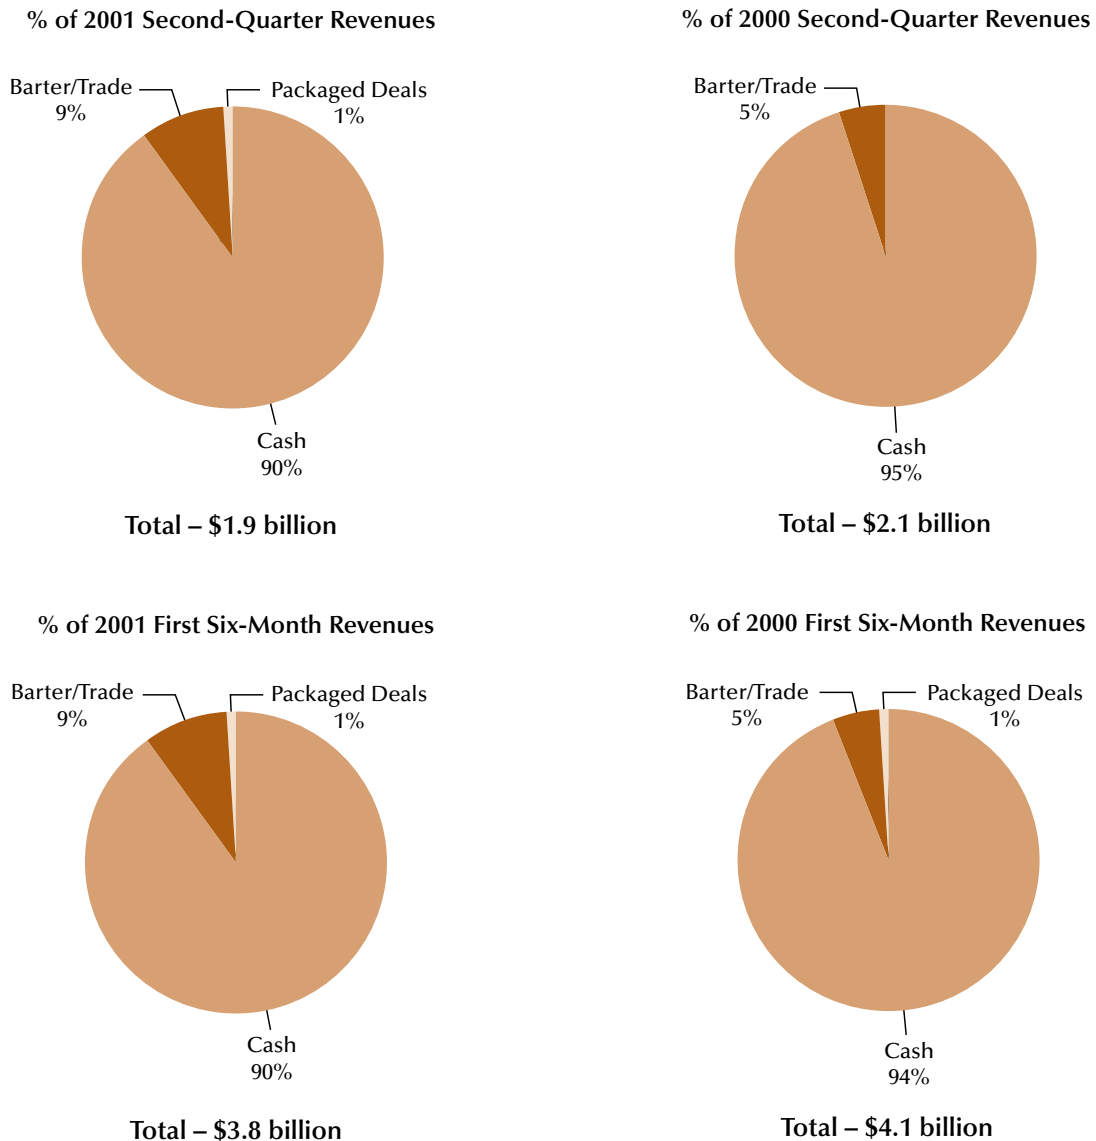 % of 2001 Second-Quarter Revenues
Barter/Trade
9%
Packaged Deals
1%
Cash
90%
Total – $1.9 billion
% of 2000 Second-Quarter Revenues
Barter/Trade
5%
Cash
95%
Total – $2.1 billion
% of 2001 First Six-Month Revenues
Barter/Trade
9%
Packaged Deals
1%
Cash
90%
Total – $3.8 billion
% of 2000 First Six-Month Revenues
Barter/Trade
5%
Packaged Deals
1%
Cash
94%
Total – $4.1 billion